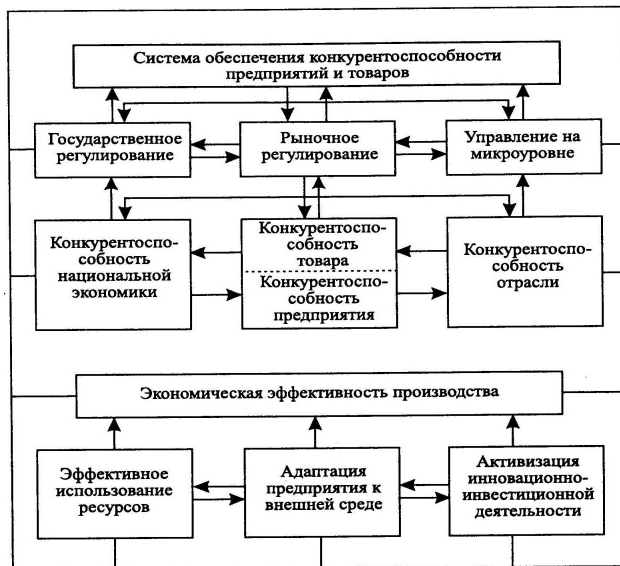 Система обеспечения конкурентоспособности
предприятий и товаров
Государственное
регулирование
Рыночное
регулирование
Управление на
микроуровне
Конкурентоспо-
собность
национальной
экономики
Конкурентоспо-
собность
товара
Конкурентоспо-
собность
предприятия
Конкурентоспо-
собность
отрасли
Экономическая эффективность производства
Эффективное
использование
ресурсов
Адаптация
предприятия к
внешней среде
Активизация
инновационно-
инвестиционной
деятельности